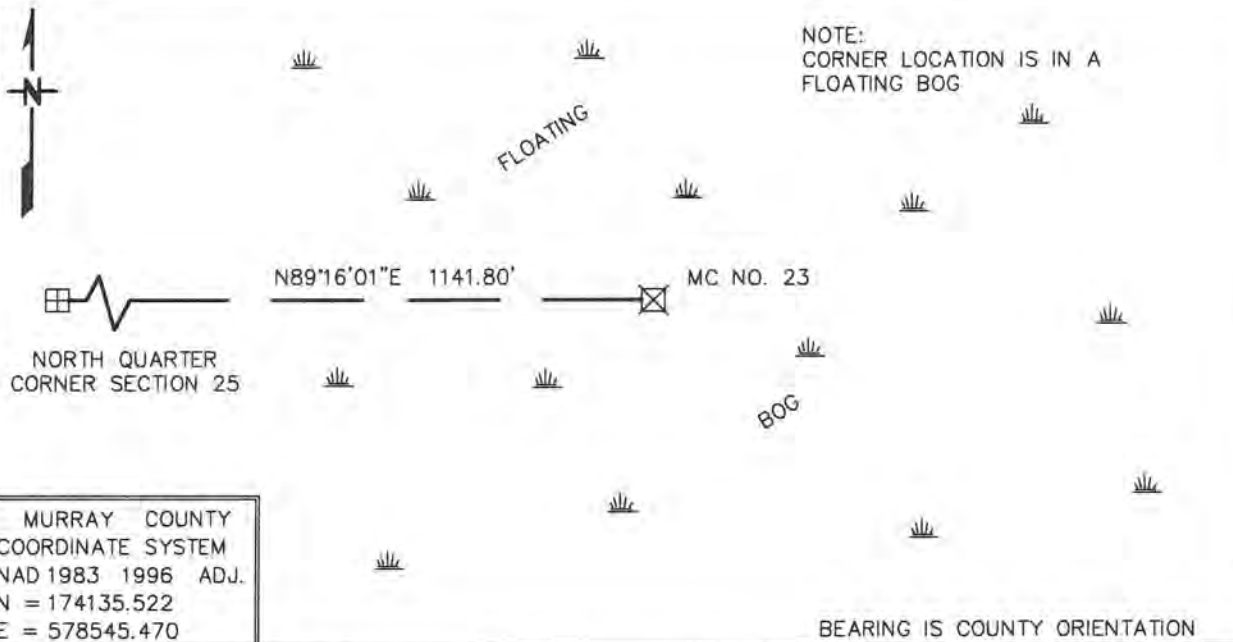 N
NOTE:
CORNER LOCATION IS IN A
FLOATING BOG
FLOATING
N89°16'01"E 1141.80'
MC NO. 23
NORTH QUARTER
CORNER SECTION 25
BOG
MURRAY COUNTY
COORDINATE SYSTEM
NAD 1983 1996 ADJ.
N = 174135.522
E = 578545.470
BEARING IS COUNTY ORIENTATION